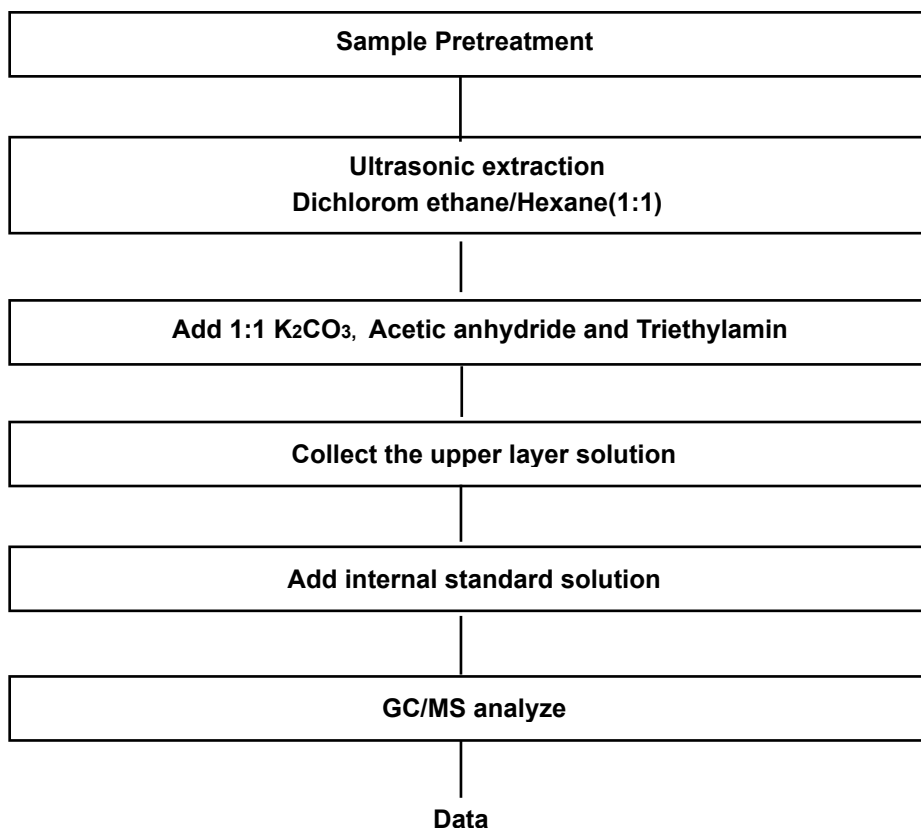 Sample Pretreatment
Ultrasonic extraction
Dichlorom ethane/Hexane(1:1)
Add 1:1 K₂CO₃, Acetic anhydride and Triethylamin
Collect the upper layer solution
Add internal standard solution
GC/MS analyze
Data